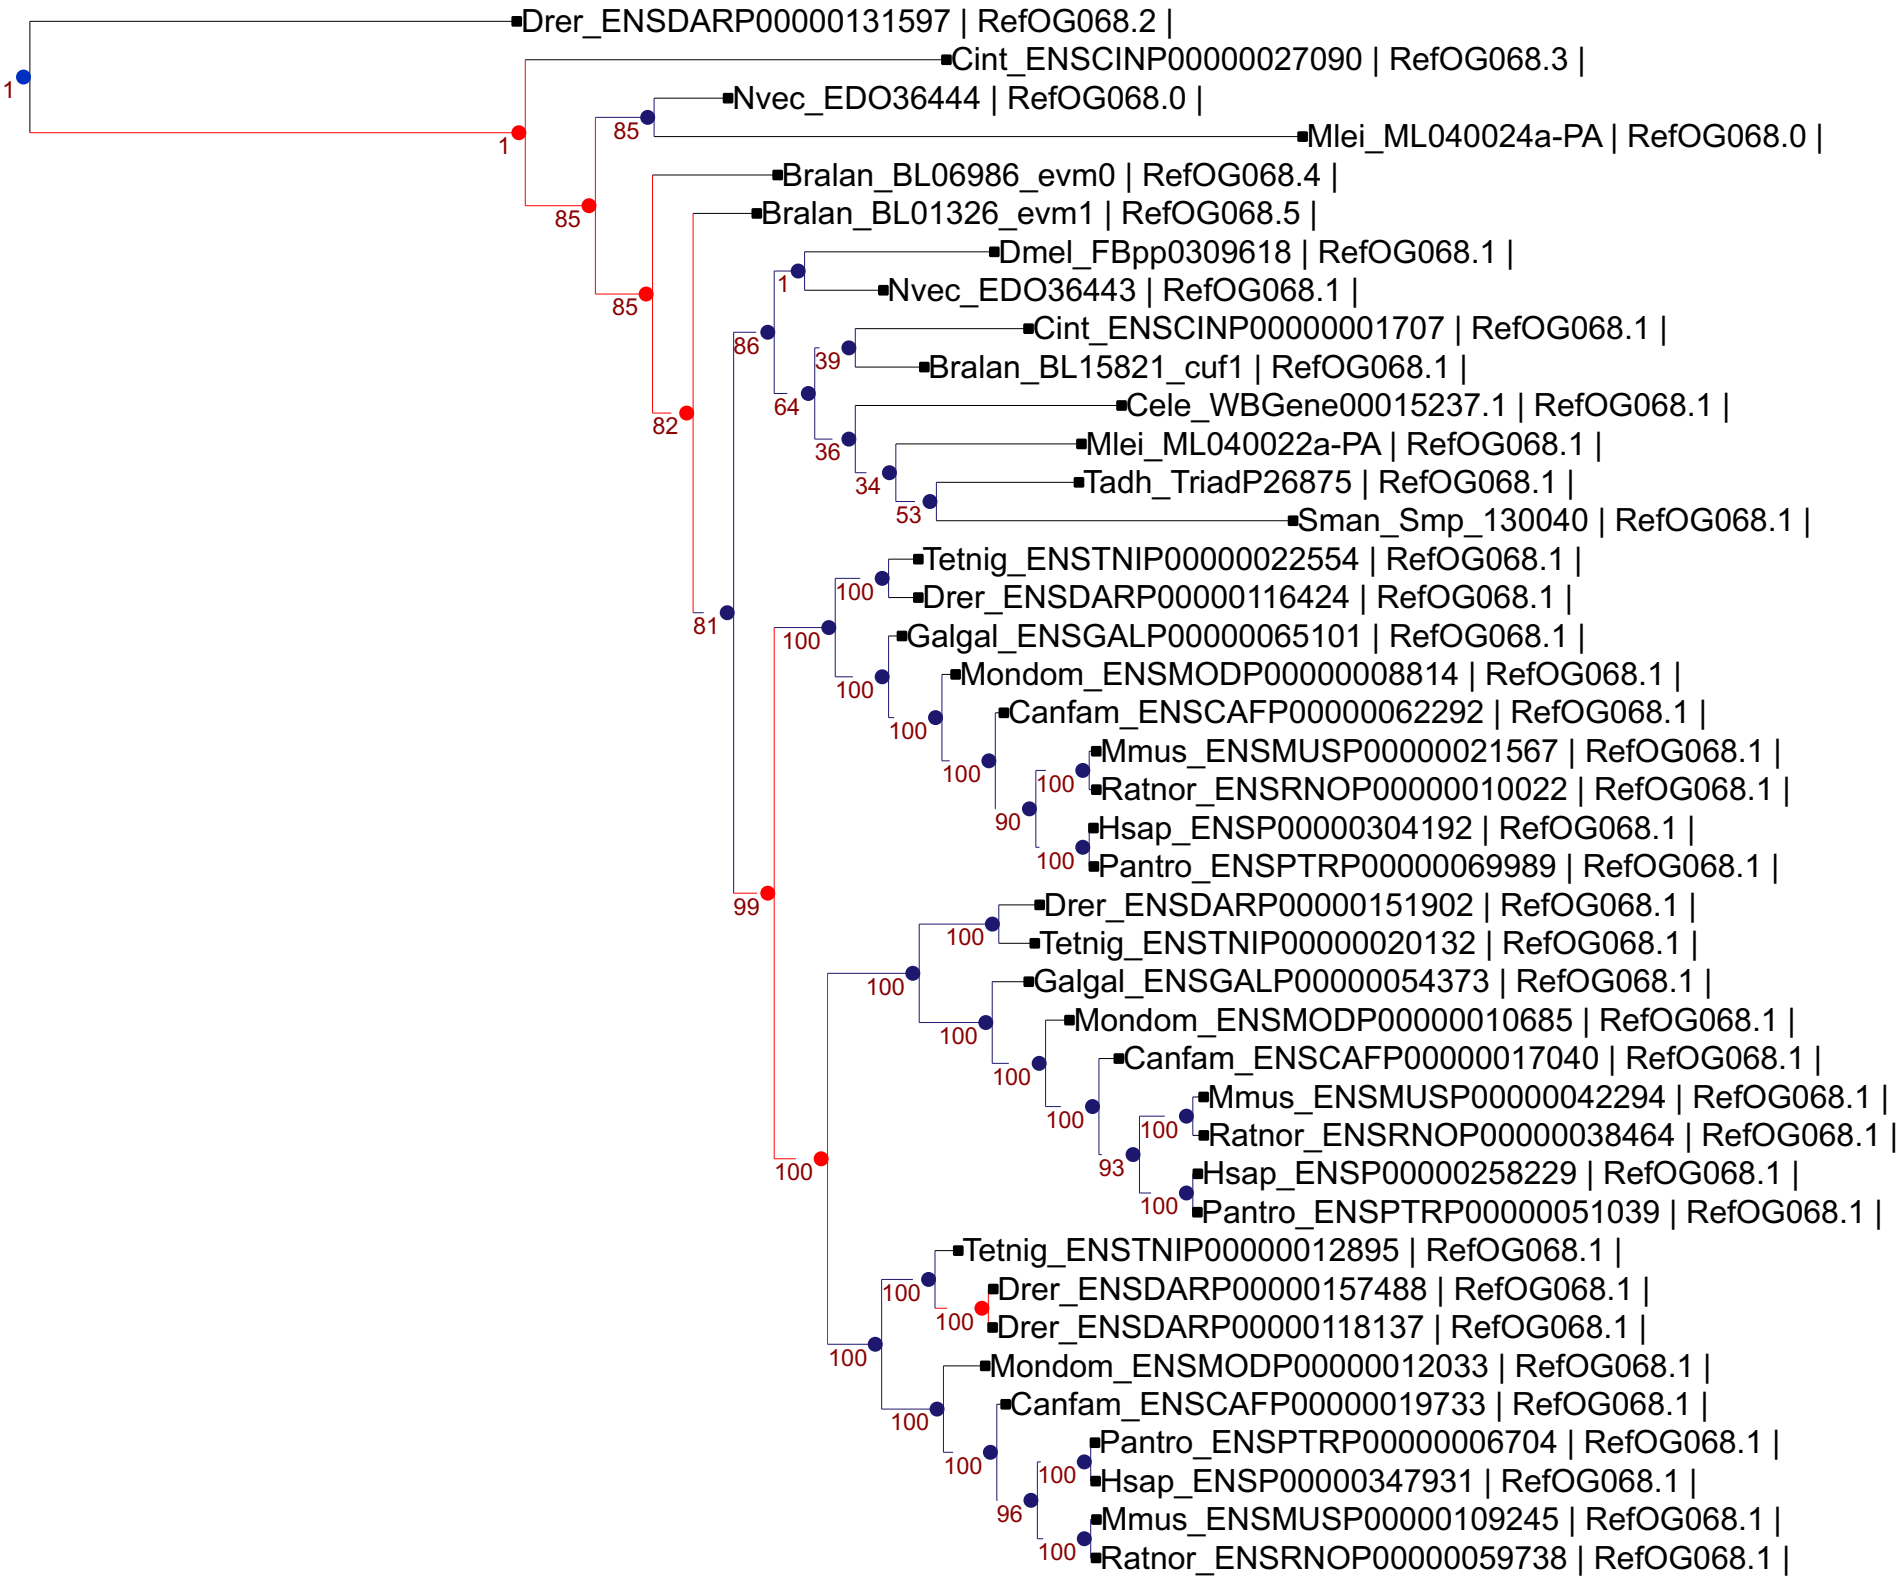 Drer_ENSDARP00000131597 | RefOG068.2 |
1
Cint_ENSCINP00000027090 | RefOG068.3 |
1
Nvec_EDO36444 | RefOG068.0 |
85
Mlei_ML040024a-PA | RefOG068.0 |
Bralan_BL06986_evm0 | RefOG068.4 |
85
Bralan_BL01326_evm1 | RefOG068.5 |
Dmel_FBpp0309618 | RefOG068.1 |
1
Nvec_EDO36443 | RefOG068.1 |
85
Cint_ENSCINP00000001707 | RefOG068.1 |
86
39
Bralan_BL15821_cuf1 | RefOG068.1 |
64
Cele_WBGene00015237.1 | RefOG068.1 |
82
36
Mlei_ML040022a-PA | RefOG068.1 |
34
Tadh_TriadP26875 | RefOG068.1 |
53
Sman_Smp_130040 | RefOG068.1 |
Tetnig_ENSTNIP00000022554 | RefOG068.1 |
100
Drer_ENSDARP00000116424 | RefOG068.1 |
81
100
Galgal_ENSGALP00000065101 | RefOG068.1 |
Mondom_ENSMODP00000008814 | RefOG068.1 |
100
Canfam_ENSCAFP00000062292 | RefOG068.1 |
100
Mmus_ENSMUSP00000021567 | RefOG068.1 |
100
100
Ratnor_ENSRNOP00000010022 | RefOG068.1 |
90
Hsap_ENSP00000304192 | RefOG068.1 |
100
Pantro_ENSPTRP00000069989 | RefOG068.1 |
99
Drer_ENSDARP00000151902 | RefOG068.1 |
100
Tetnig_ENSTNIP00000020132 | RefOG068.1 |
100
Galgal_ENSGALP00000054373 | RefOG068.1 |
Mondom_ENSMODP00000010685 | RefOG068.1 |
100
Canfam_ENSCAFP00000017040 | RefOG068.1 |
100
Mmus_ENSMUSP00000042294 | RefOG068.1 |
100
100
Ratnor_ENSRNOP00000038464 | RefOG068.1 |
93
100
Hsap_ENSP00000258229 | RefOG068.1 |
100
Pantro_ENSPTRP00000051039 | RefOG068.1 |
Tetnig_ENSTNIP00000012895 | RefOG068.1 |
100
Drer_ENSDARP00000157488 | RefOG068.1 |
100
Drer_ENSDARP00000118137 | RefOG068.1 |
100
Mondom_ENSMODP00000012033 | RefOG068.1 |
Canfam_ENSCAFP00000019733 | RefOG068.1 |
100
Pantro_ENSPTRP00000006704 | RefOG068.1 |
100
100
Hsap_ENSP00000347931 | RefOG068.1 |
96
Mmus_ENSMUSP00000109245 | RefOG068.1 |
100
Ratnor_ENSRNOP00000059738 | RefOG068.1 |